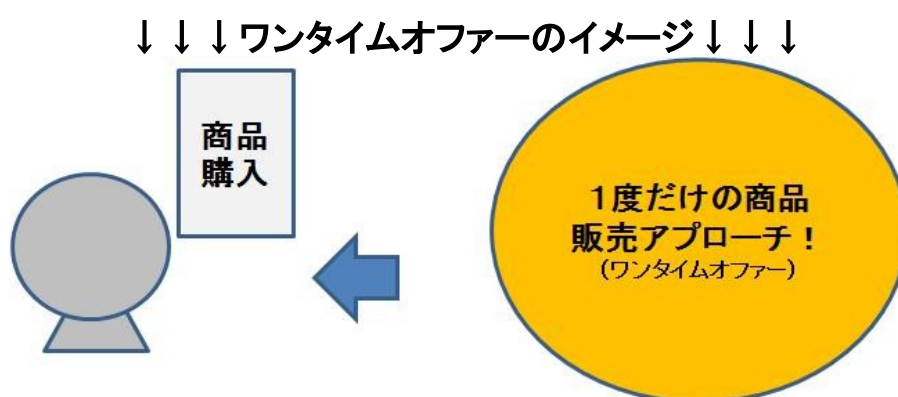 ↓↓↓ワンタイムオファーのイメージ↓↓↓
商品
購入
1度だけの商品
販売アプローチ！
(ワンタイムオファー)